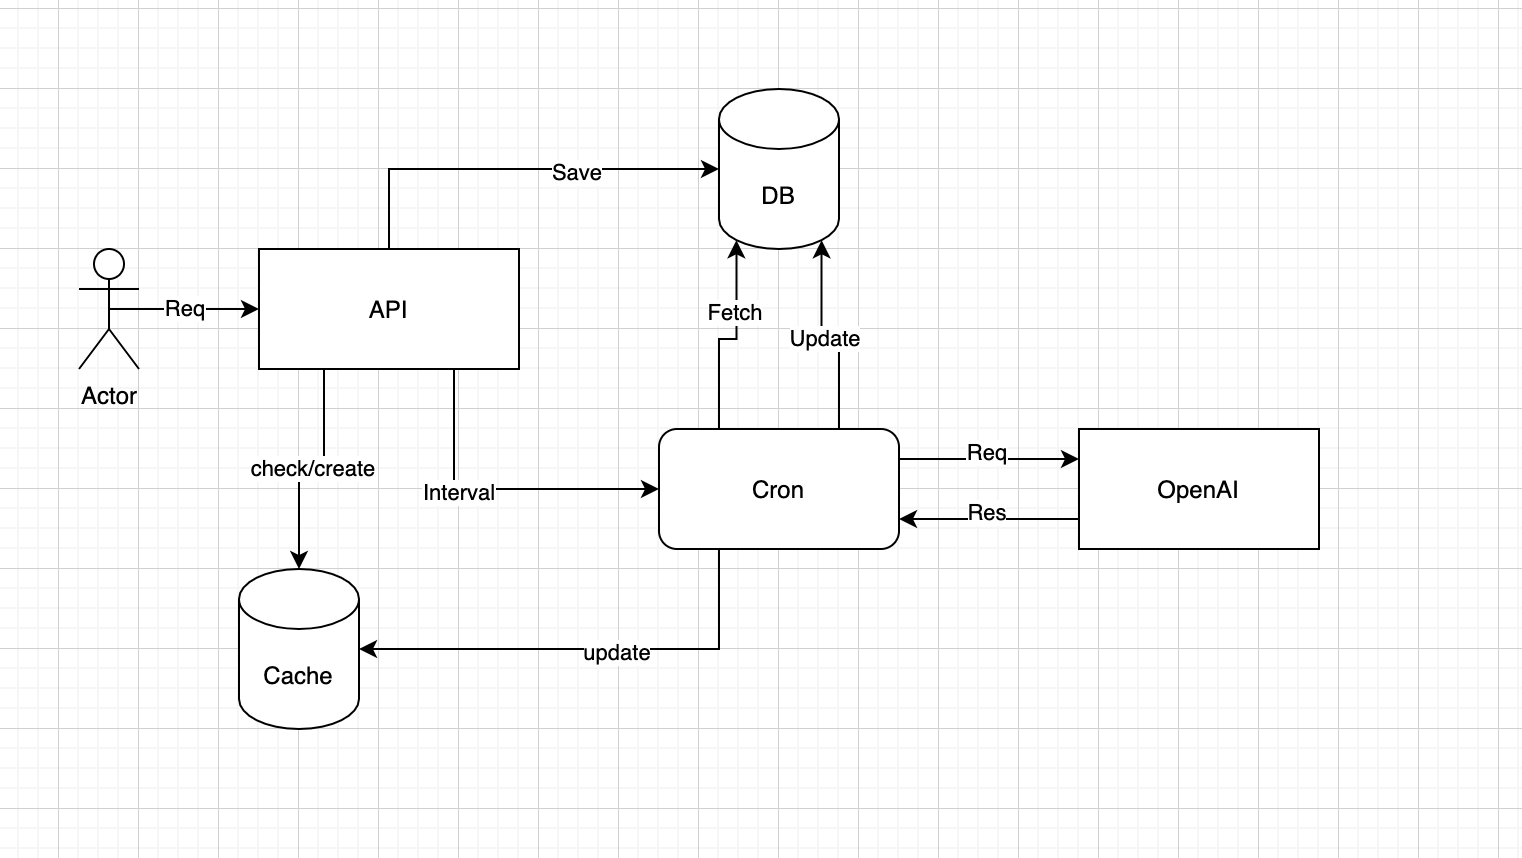 Save
DB
Req
API
Actor
Fetch
Update
check/create
Interval
Cron
Req
Res
OpenAI
Cache
update